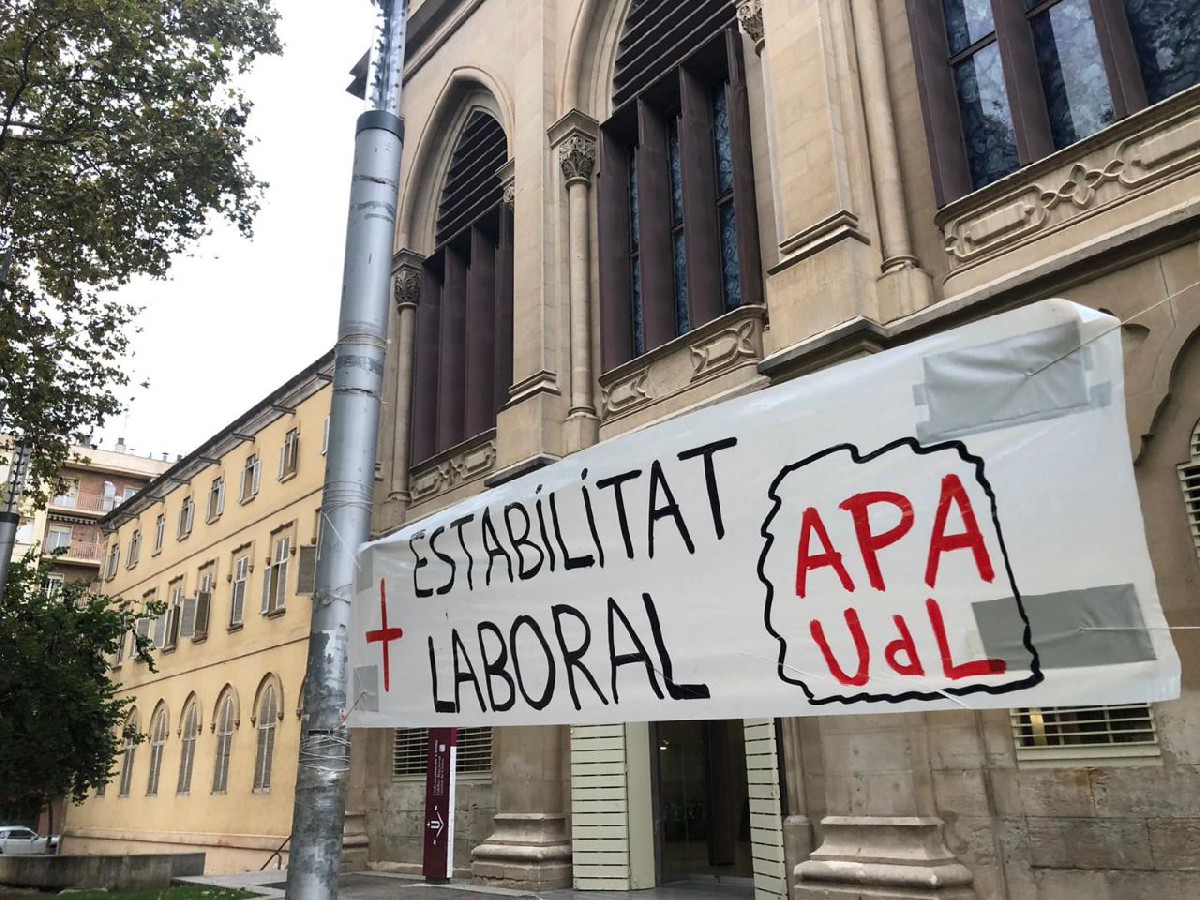 + ESTABILITAT
LABORAL
APA
UdL